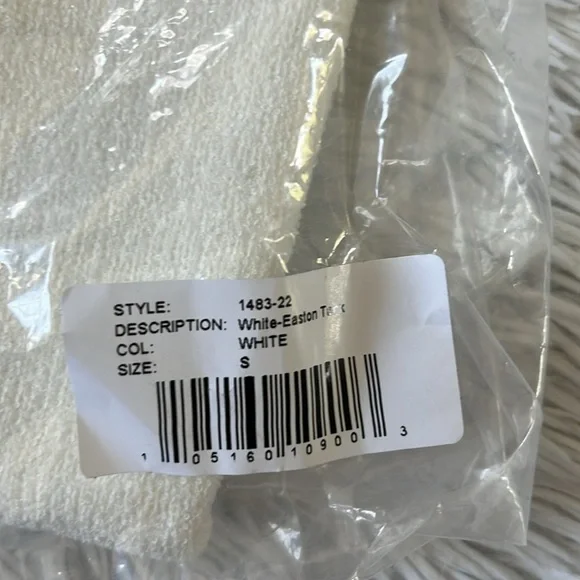 STYLE: 1483-22
DESCRIPTION: White-Easton
COL: WHITE
SIZE: S
1 05160 10900 3